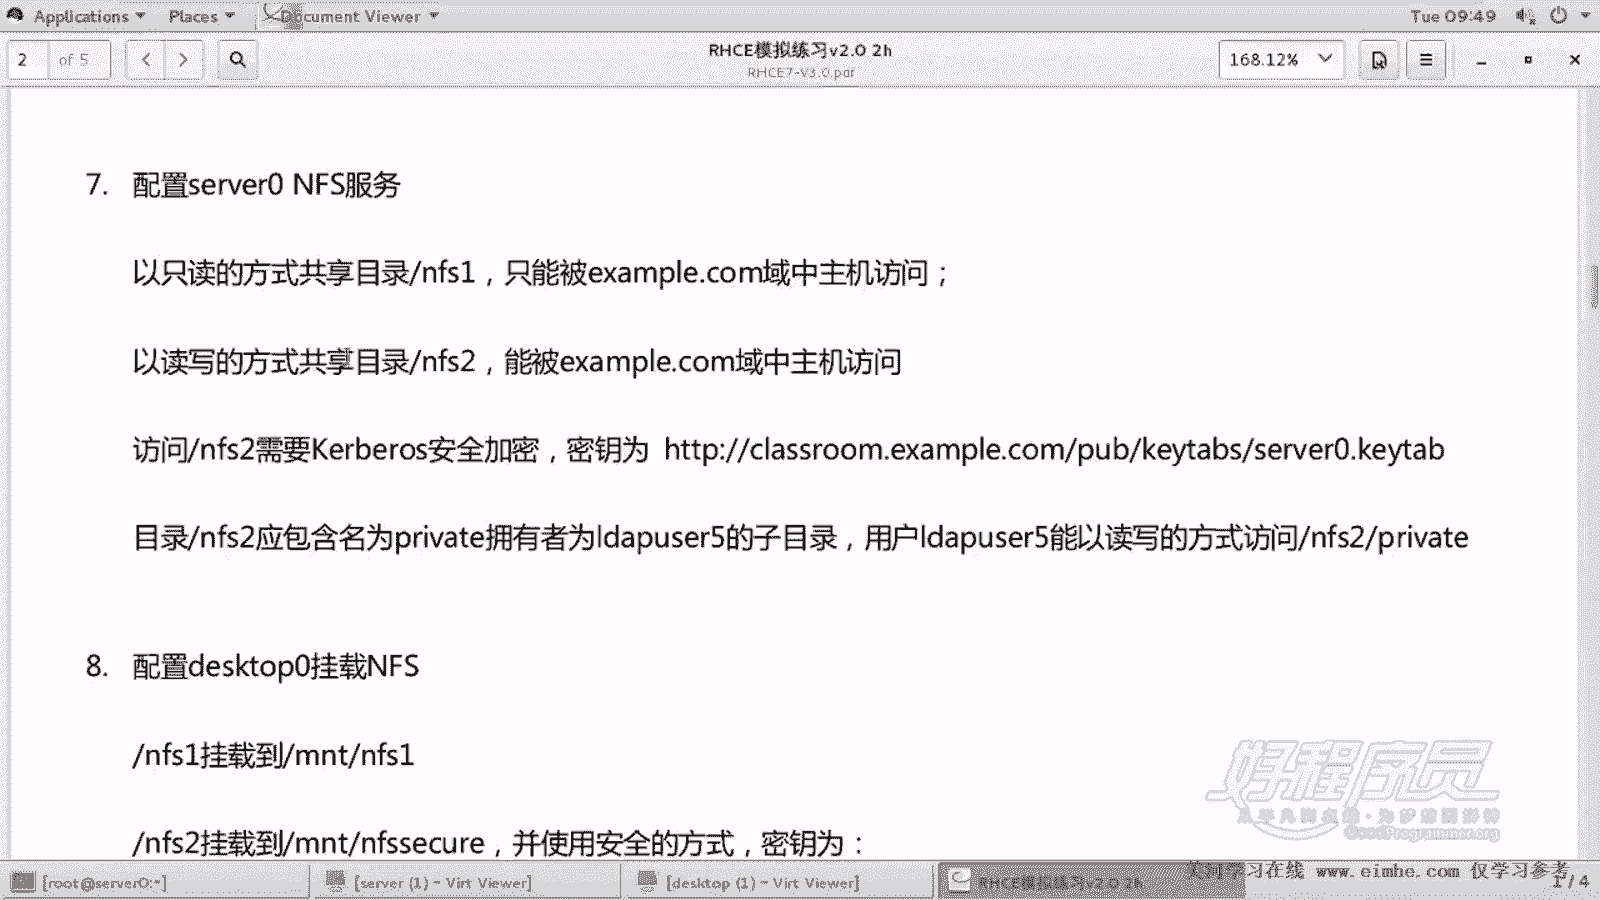 Applications Places Document Viewer Tue 09:49
2 of 5 RHCE模拟练习v2.0 2h 168.12%
RHCE7-V3.0.pdf
7. 配置server0 NFS服务
以只读的方式共享目录/nfs1，只能被example.com域中主机访问；
以读写的方式共享目录/nfs2，能被example.com域中主机访问
访问/nfs2需要Kerberos安全加密，密钥为 http://classroom.example.com/pub/keytabs/server0.keytab
目录/nfs2应包含名为private拥有者为ldapuser5的子目录，用户ldapuser5能以读写的方式访问/nfs2/private
8. 配置desktop0挂载NFS
/nfs1挂载到/mnt/nfs1
/nfs2挂载到/mnt/nfssecure，并使用安全的方式，密钥为：
好程序员
GoodProgrammer.org
[root@server0:~] [server (1) - Virt Viewer] [desktop (1) - Virt Viewer] RHCE模拟练习v2.0 2h 1 / 4
学习在线 www.eimhe.com 仅学习参考